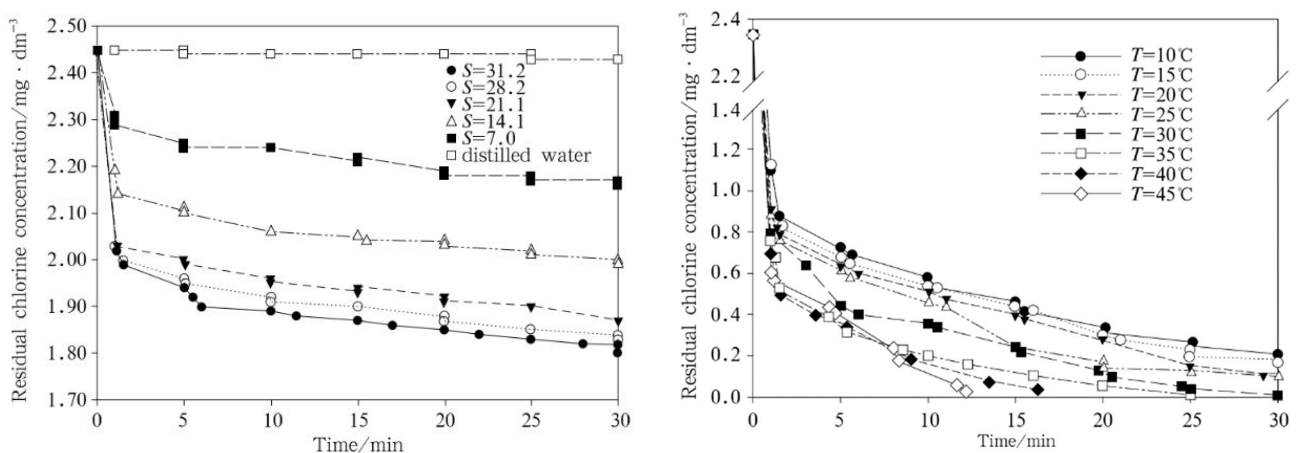 Residual chlorine concentration/mg · dm⁻³
2.50
2.40
2.30
2.20
2.10
2.00
1.90
1.80
1.70
S=31.2
S=28.2
S=21.1
S=14.1
S=7.0
distilled water
0 5 10 15 20 25 30
Time/min
Residual chlorine concentration/mg · dm⁻³
2.4
2.2
1.4
1.2
1.0
0.8
0.6
0.4
0.2
0.0
T=10℃
T=15℃
T=20℃
T=25℃
T=30℃
T=35℃
T=40℃
T=45℃
0 5 10 15 20 25 30
Time/min